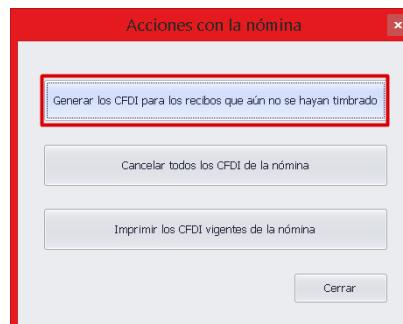 Acciones con la nómina
Generar los CFDI para los recibos que aún no se hayan timbrado
Cancelar todos los CFDI de la nómina
Imprimir los CFDI vigentes de la nómina
Cerrar